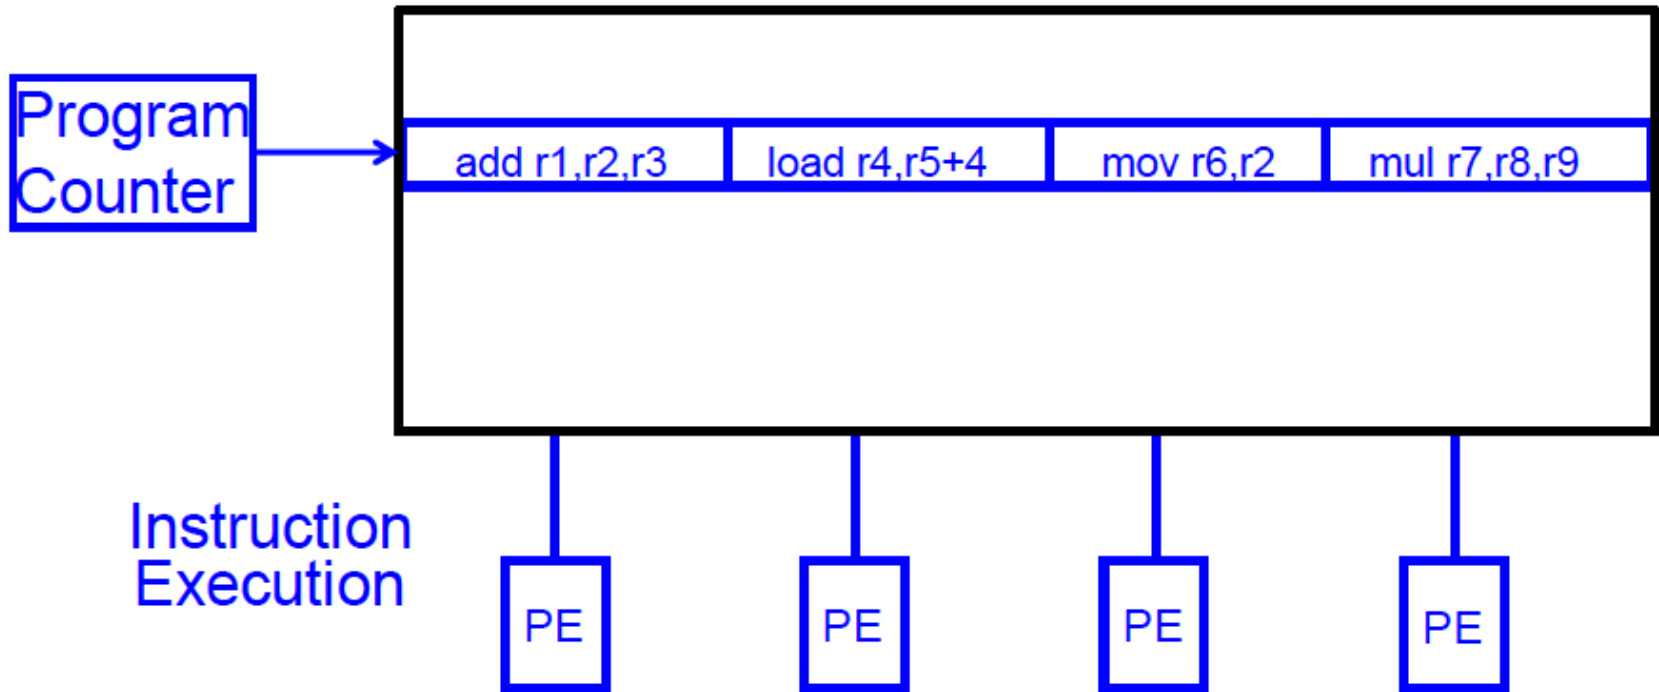 Program
Counter
add r1,r2,r3
load r4,r5+4
mov r6,r2
mul r7,r8,r9
Instruction
Execution
PE
PE
PE
PE